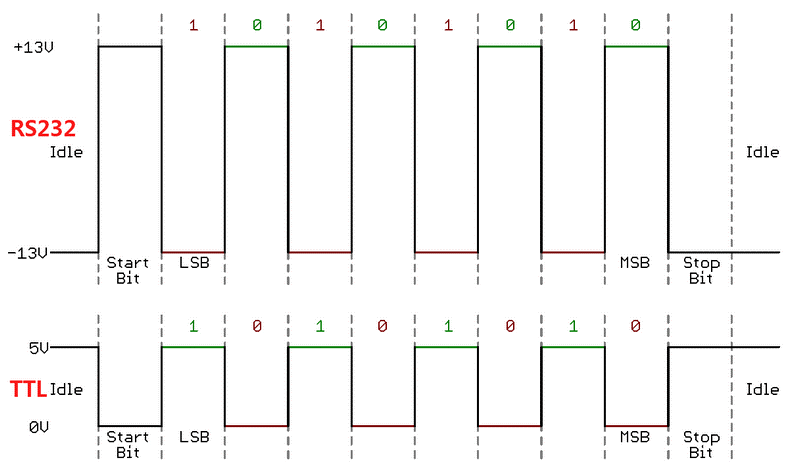 1 0 1 0 1 0 1 0
+13V
RS232
Idle Idle
-13V
Start LSB MSB Stop
Bit Bit
1 0 1 0 1 0 1 0
5V
TTL Idle Idle
0V
Start LSB MSB Stop
Bit Bit